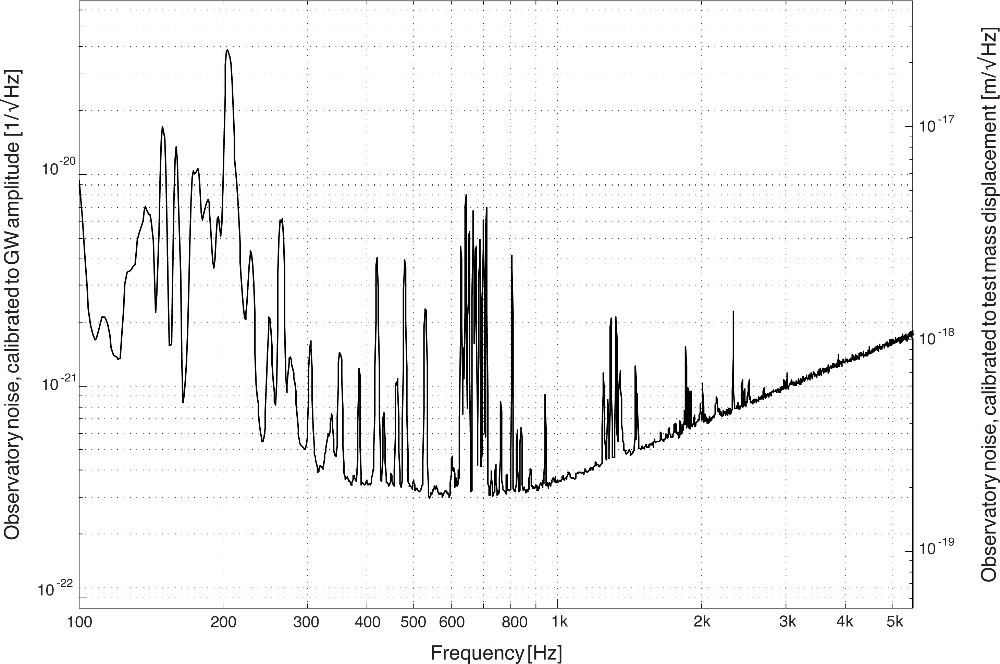 Observatory noise, calibrated to GW amplitude [1/√Hz]
10-20
10-21
10-22
100
200
300
400
500
600
800
1k
2k
3k
4k
5k
Frequency [Hz]
10-17
10-18
10-19
Observatory noise, calibrated to test mass displacement [m/√Hz]